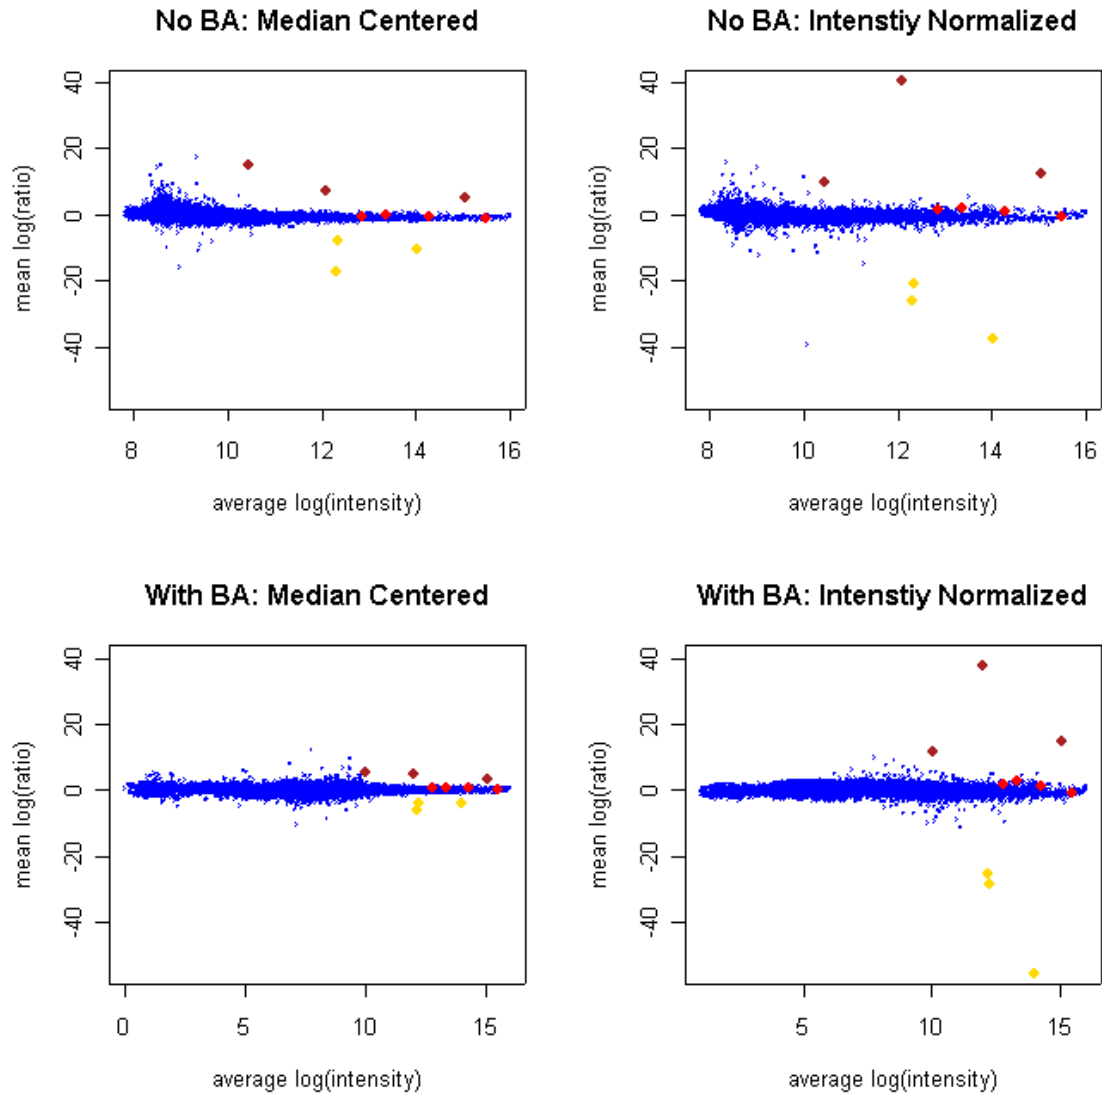 No BA: Median Centered
40
20
0
-20
-40
mean log(ratio)
8 10 12 14 16
average log(intensity)
No BA: Intenstiy Normalized
40
20
0
-20
-40
mean log(ratio)
8 10 12 14 16
average log(intensity)
With BA: Median Centered
40
20
0
-20
-40
mean log(ratio)
0 5 10 15
average log(intensity)
With BA: Intenstiy Normalized
40
20
0
-20
-40
mean log(ratio)
5 10 15
average log(intensity)